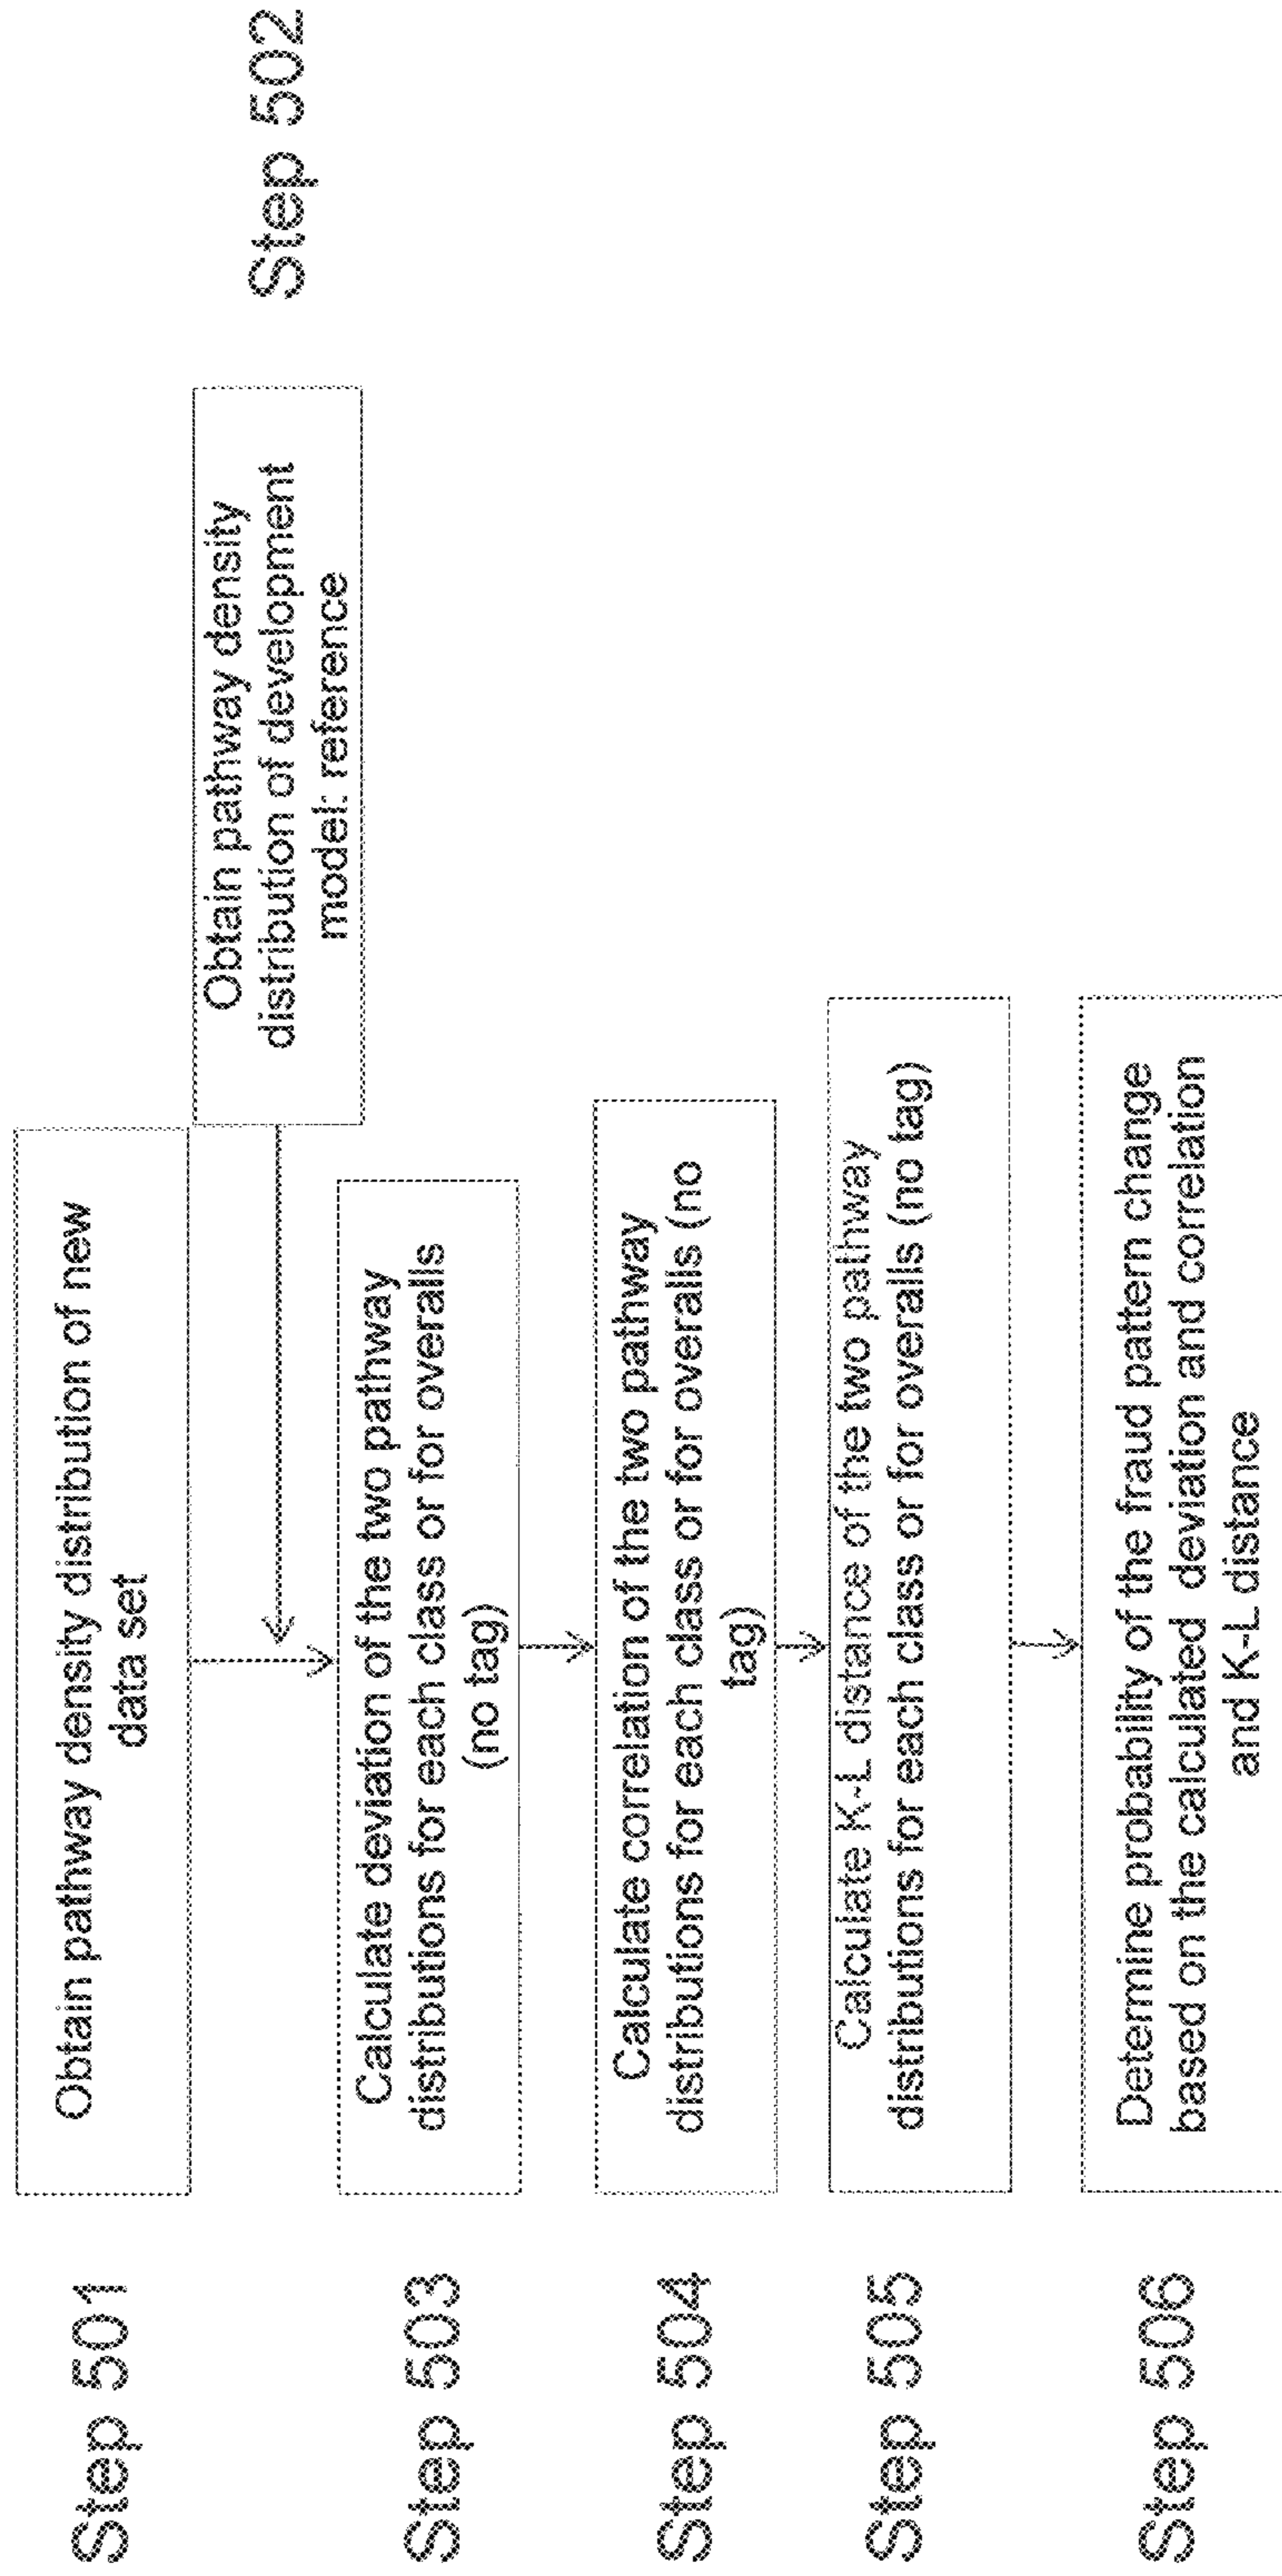 Step 501
Obtain pathway density distribution of new
data set
Step 502
Obtain pathway density
distribution of development
model: reference
Step 503
Calculate deviation of the two pathway
distributions for each class or for overalls
(no tag)
Step 504
Calculate correlation of the two pathway
distributions for each class or for overalls (no
tag)
Step 505
Calculate K-L distance of the two pathway
distributions for each class or for overalls (no tag)
Step 506
Determine probability of the fraud pattern change
based on the calculated deviation and correlation
and K-L distance